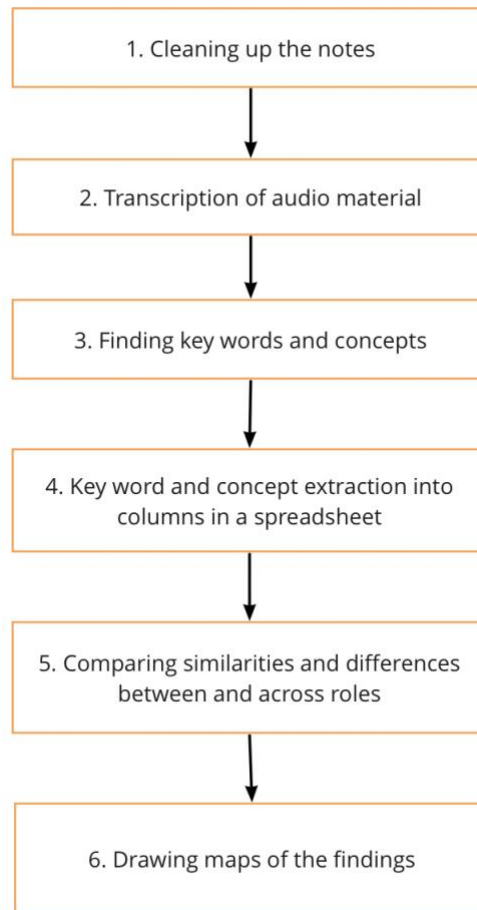 1. Cleaning up the notes
2. Transcription of audio material
3. Finding key words and concepts
4. Key word and concept extraction into
columns in a spreadsheet
5. Comparing similarities and differences
between and across roles
6. Drawing maps of the findings